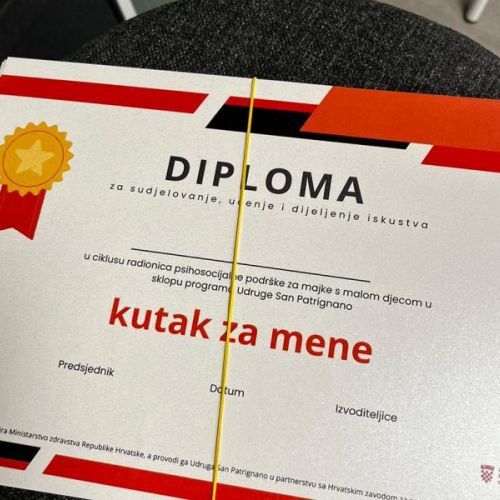 DIPLOMA
za sudjelovanje, učenje i dijeljenje iskustva
u ciklusu radionica psihosocijalne podrške za majke s malom djecom u
sklopu programa Udruge San Patrignano
kutak za mene
Predsjednik
Datum
Izvoditeljice
Ministarstvo zdravstva Republike Hrvatske, a provodi ga Udruga San Patrignano u partnerstvu sa Hrvatskim zavodom